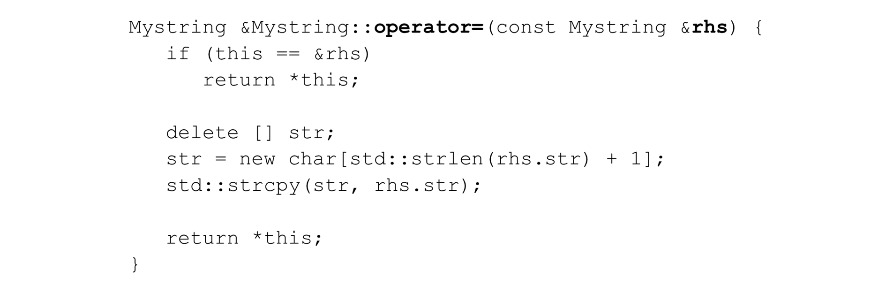 Mystring &Mystring::operator=(const Mystring &rhs) {
if (this == &rhs)
return *this;
delete [] str;
str = new char[std::strlen(rhs.str) + 1];
std::strcpy(str, rhs.str);
return *this;
}